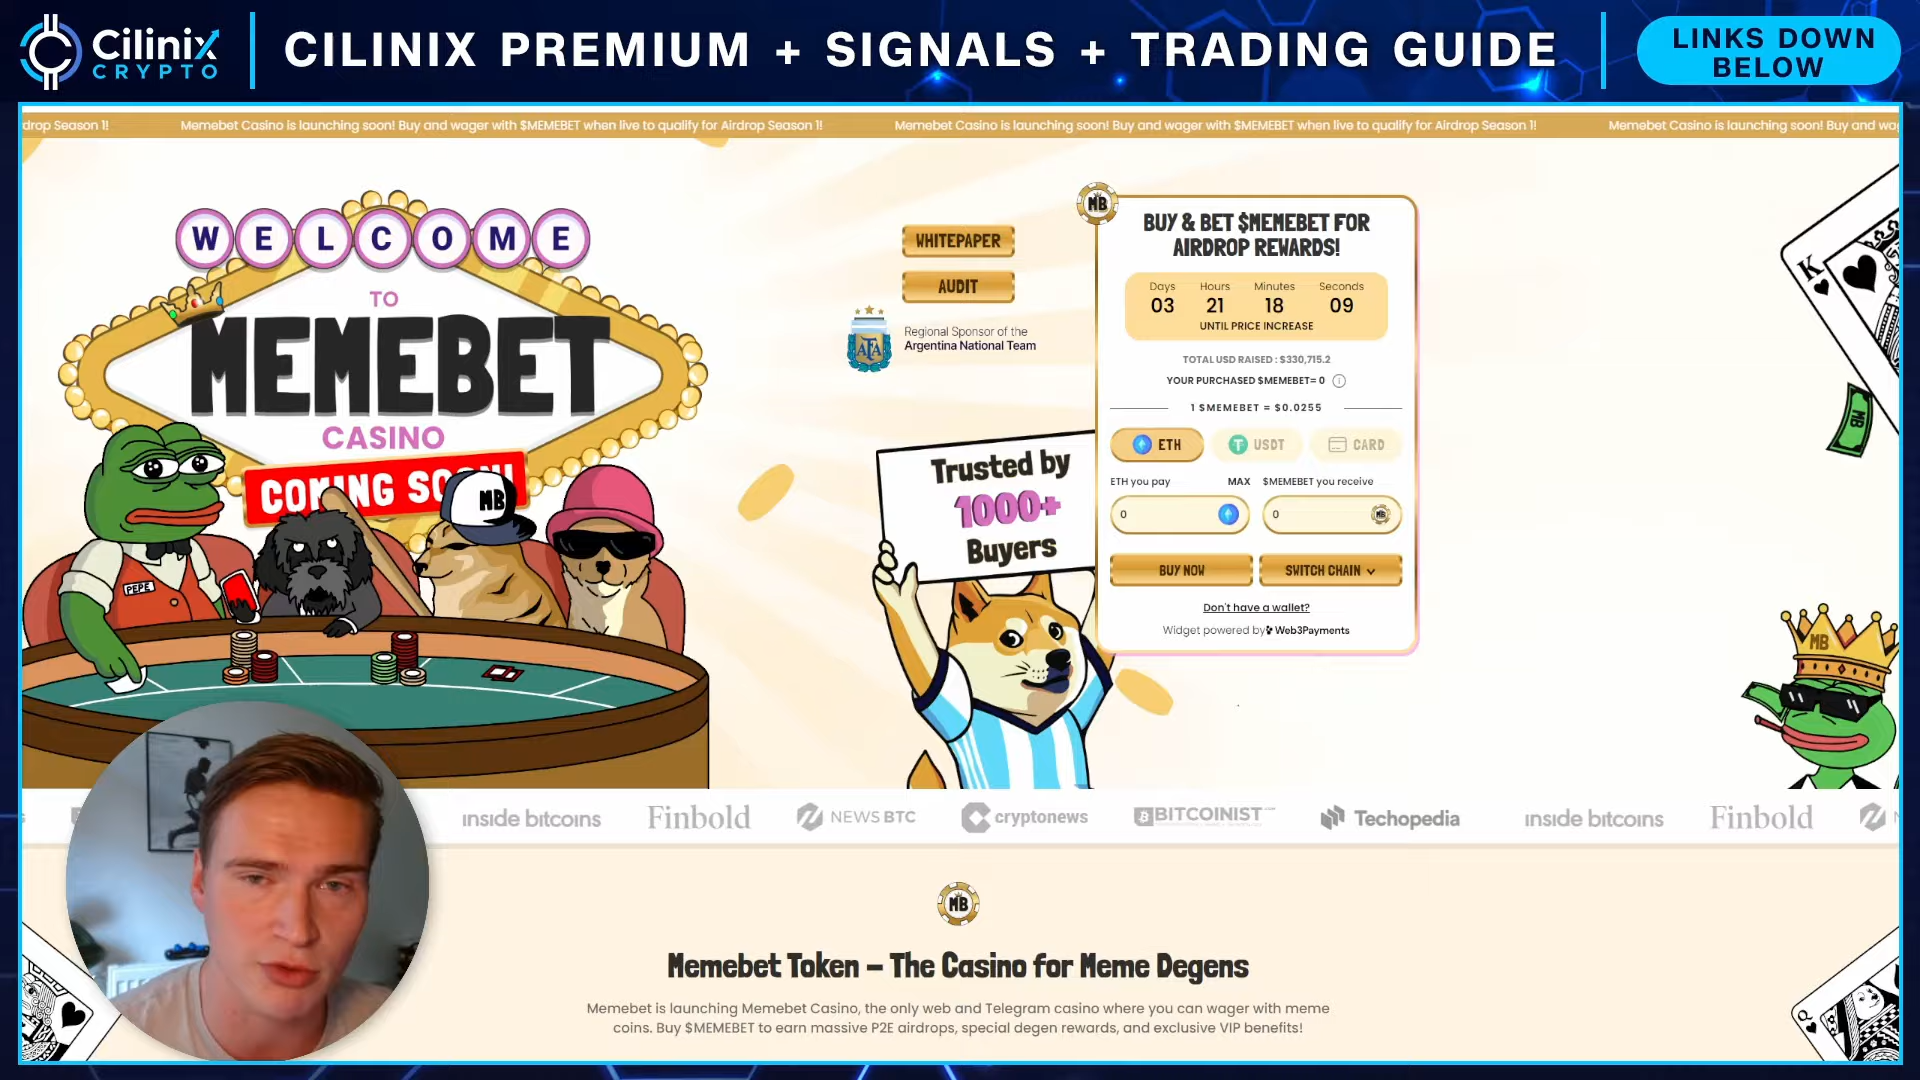 Cilinix
CRYPTO
CILINIX PREMIUM + SIGNALS + TRADING GUIDE
LINKS DOWN
BELOW
drop Season 1!
Memebet Casino is launching soon! Buy and wager with $MEMEBET when live to qualify for Airdrop Season 1!
Memebet Casino is launching soon! Buy and wager with $MEMEBET when live to qualify for Airdrop Season 1!
Memebet Casino is launching soon! Buy and
WELCOME
TO
MEMEBET
CASINO
COMING
MB
PEPE
WHITEPAPER
AUDIT
AFA
Regional Sponsor of the
Argentina National Team
Trusted by
1000+
Buyers
MB
BUY & BET $MEMEBET FOR
AIRDROP REWARDS!
Days Hours Minutes Seconds
03 21 18 09
UNTIL PRICE INCREASE
TOTAL USD RAISED : $330,715.2
YOUR PURCHASED $MEMEBET= 0
1 $MEMEBET = $0.0255
ETH USDT CARD
ETH you pay MAX $MEMEBET you receive
0 0 MB
BUY NOW SWITCH CHAIN
Don't have a wallet?
Widget powered by Web3Payments
K
MB
MB
inside bitcoins Finbold NEWS BTC cryptonews BITCOINIST Techopedia inside bitcoins Finbold
MB
Memebet Token – The Casino for Meme Degens
Memebet is launching Memebet Casino, the only web and Telegram casino where you can wager with meme
coins. Buy $MEMEBET to earn massive P2E airdrops, special degen rewards, and exclusive VIP benefits!
Q